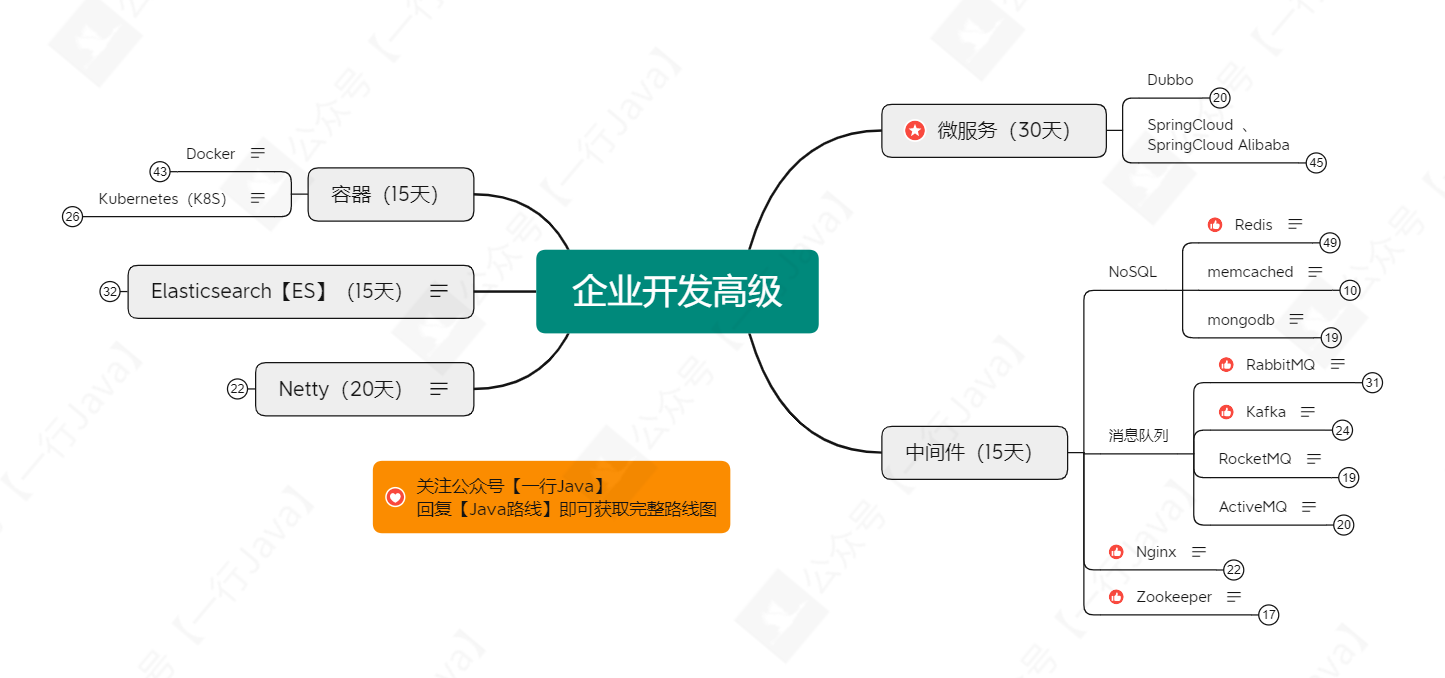 企业开发高级
微服务（30天）
Dubbo
20
SpringCloud 、
SpringCloud Alibaba
45
中间件（15天）
NoSQL
Redis
49
memcached
10
mongodb
19
消息队列
RabbitMQ
31
Kafka
24
RocketMQ
19
ActiveMQ
20
Nginx
22
Zookeeper
17
容器（15天）
Docker
43
Kubernetes（K8S）
26
Elasticsearch【ES】（15天）
32
Netty（20天）
22
关注公众号【一行Java】
回复【Java路线】即可获取完整路线图
公众号【一行Java】